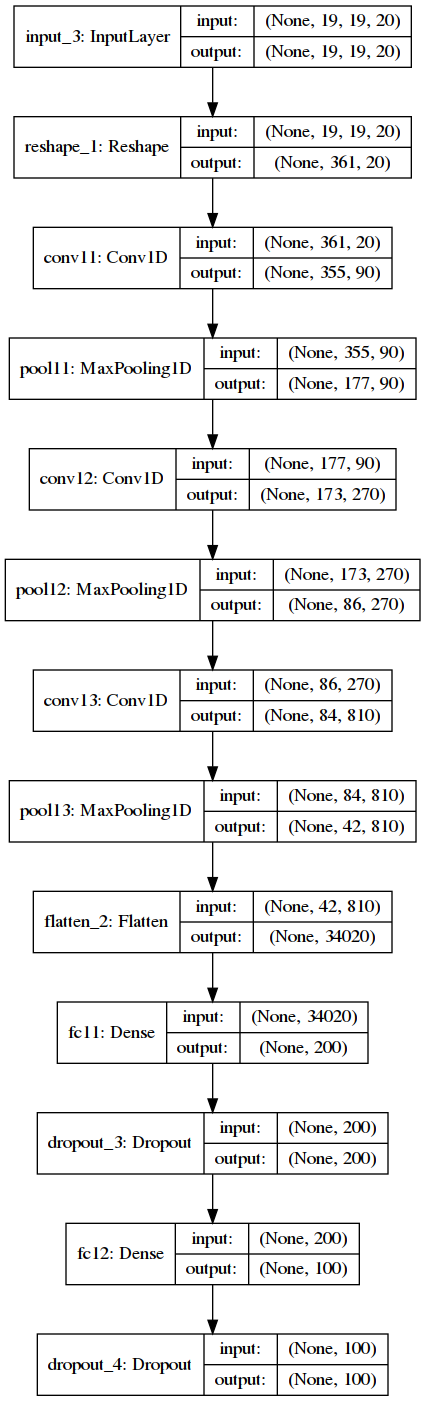 input_3: InputLayer
input: (None, 19, 19, 20)
output: (None, 19, 19, 20)
reshape_1: Reshape
input: (None, 19, 19, 20)
output: (None, 361, 20)
conv11: Conv1D
input: (None, 361, 20)
output: (None, 355, 90)
pool11: MaxPooling1D
input: (None, 355, 90)
output: (None, 177, 90)
conv12: Conv1D
input: (None, 177, 90)
output: (None, 173, 270)
pool12: MaxPooling1D
input: (None, 173, 270)
output: (None, 86, 270)
conv13: Conv1D
input: (None, 86, 270)
output: (None, 84, 810)
pool13: MaxPooling1D
input: (None, 84, 810)
output: (None, 42, 810)
flatten_2: Flatten
input: (None, 42, 810)
output: (None, 34020)
fc11: Dense
input: (None, 34020)
output: (None, 200)
dropout_3: Dropout
input: (None, 200)
output: (None, 200)
fc12: Dense
input: (None, 200)
output: (None, 100)
dropout_4: Dropout
input: (None, 100)
output: (None, 100)